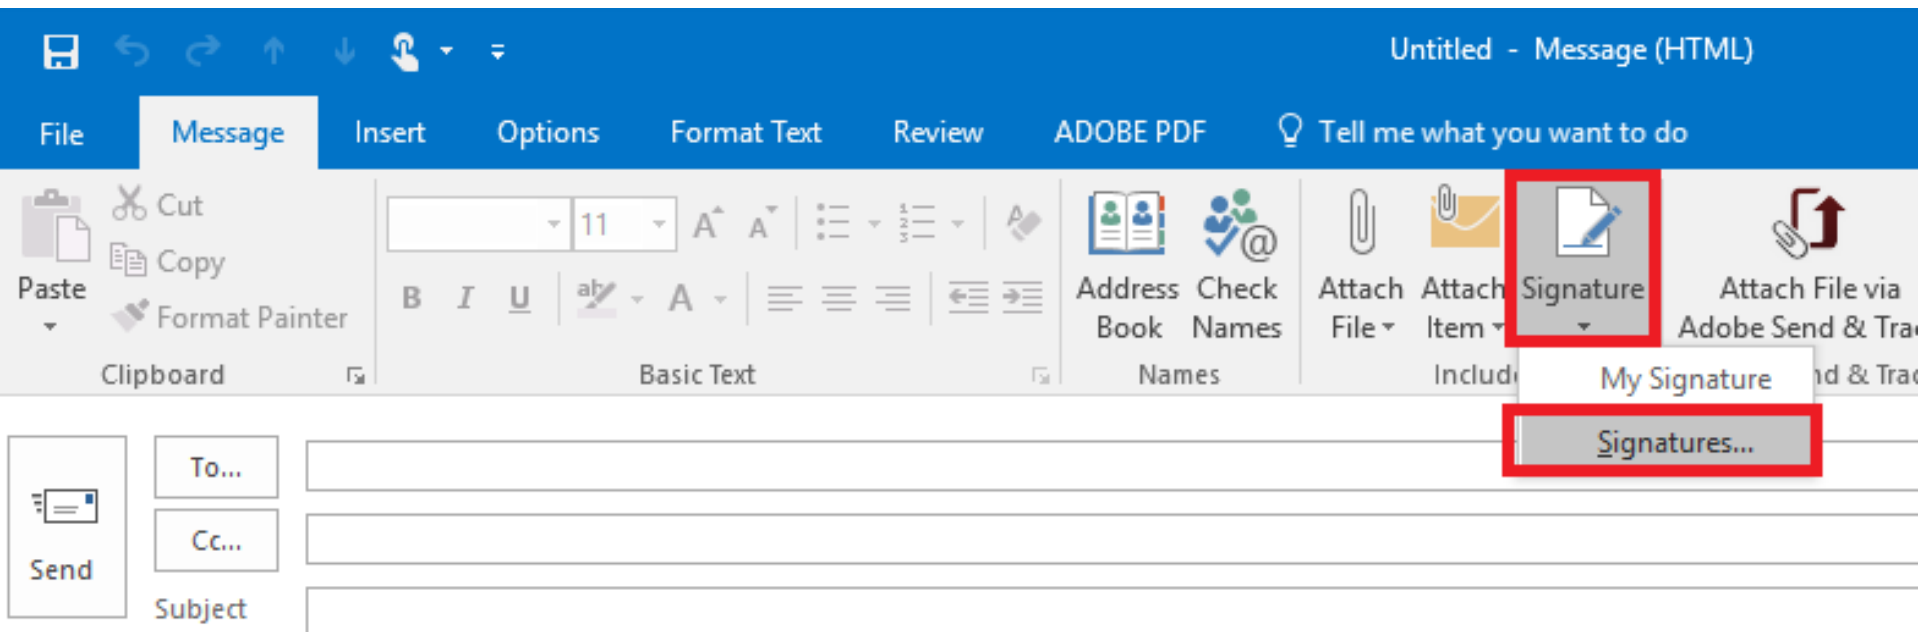 Untitled - Message (HTML)
File Message Insert Options Format Text Review ADOBE PDF Tell me what you want to do
Paste
Cut
Copy
Format Painter
Clipboard
11
A A
B I U ab A
Basic Text
Address Book
Check Names
Names
Attach File
Attach Item
Signature
Includ
Attach File via
Adobe Send & Tra
nd & Trac
My Signature
Signatures...
Send
To...
Cc...
Subject